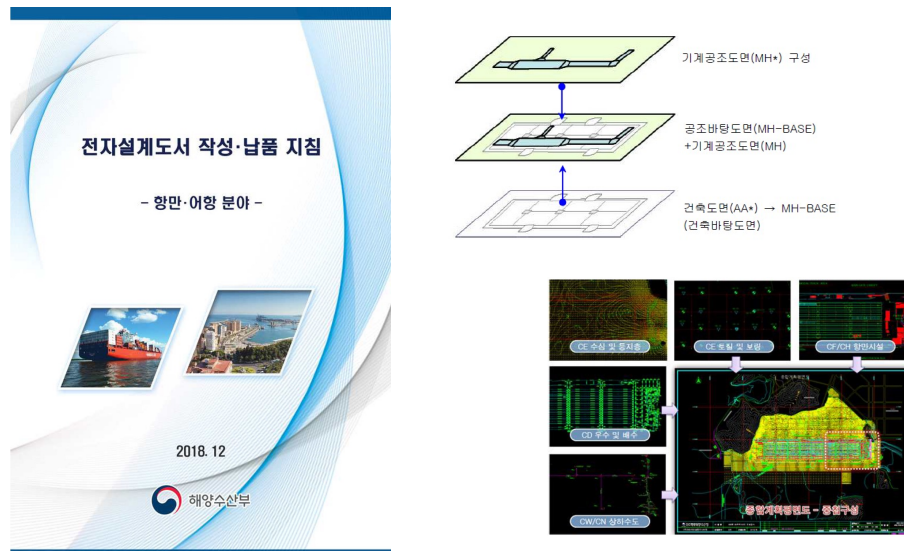 전자설계도서 작성·납품 지침
- 항만·어항 분야 -
2018. 12
해양수산부
기계공조도면(MH*) 구성
공조바탕도면(MH-BASE)
+기계공조도면(MH)
건축도면(AA*) → MH-BASE
(건축바탕도면)
CE 수심 및 등지층
CE 토질 및 보링
CF/CH 항만시설
CD 우수 및 배수
CW/CN 상하수도
종합계획평면도 - 중첩구성